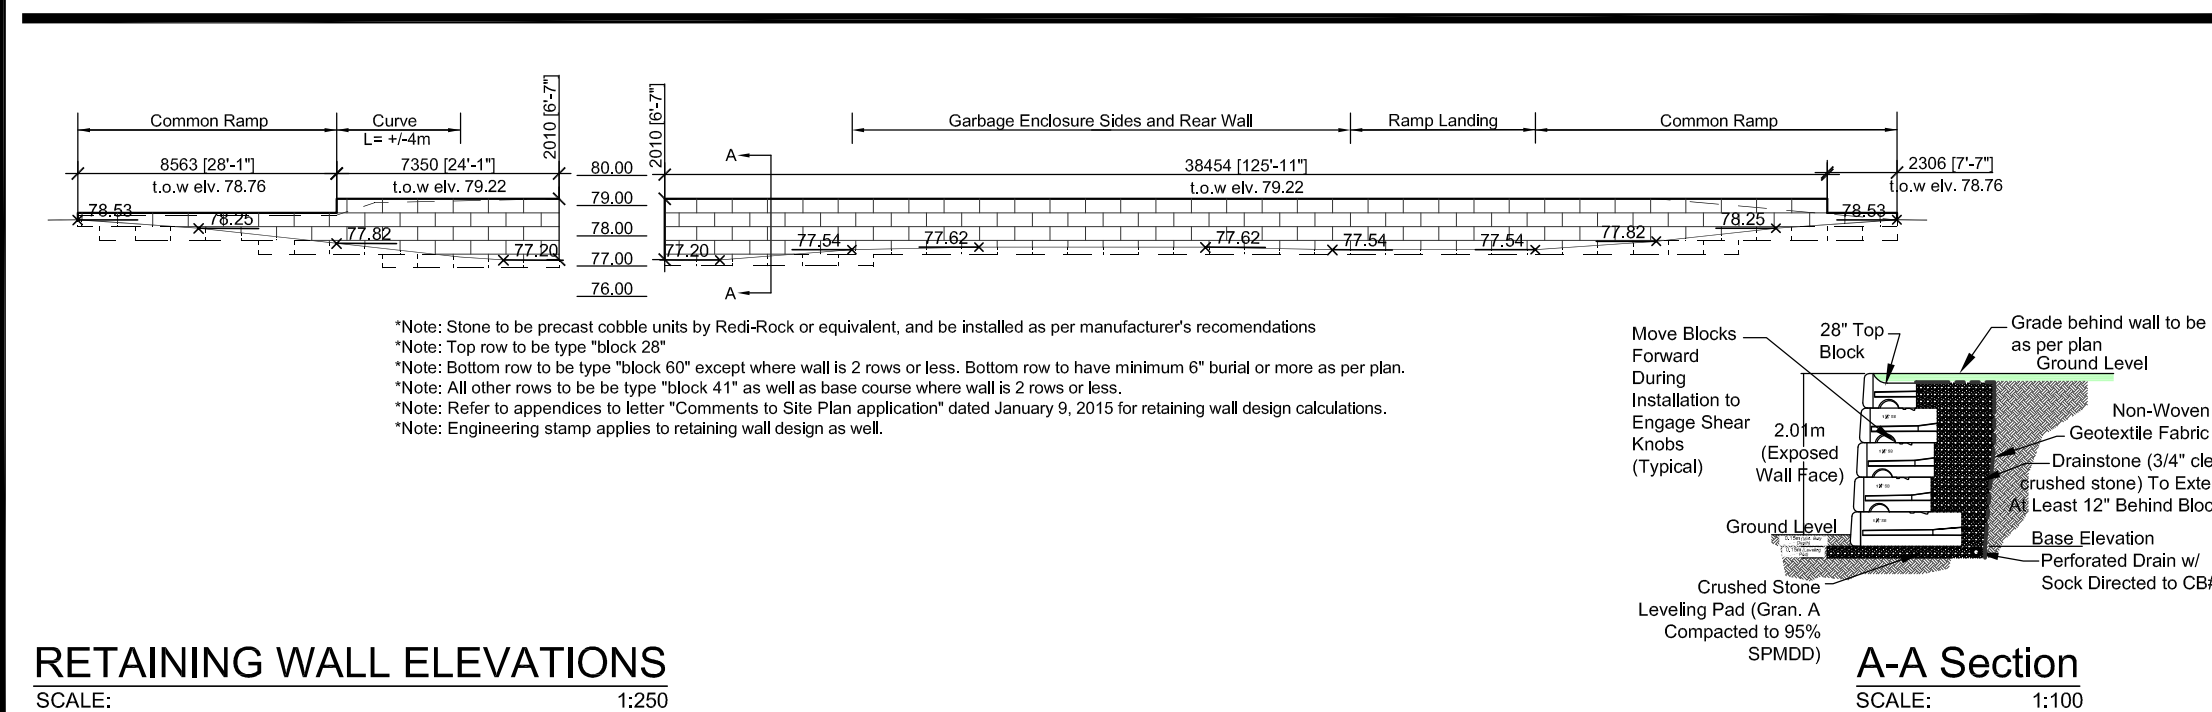 Common Ramp
Curve
L= +/-4m
2010 [6'-7"]
8563 [28'-1"]
7350 [24'-1"]
t.o.w elv. 78.76
t.o.w elv. 79.22
78.53
78.25
77.82
77.20
80.00
79.00
78.00
77.00
76.00
2010 [6'-7"]
A
A
Garbage Enclosure Sides and Rear Wall
Ramp Landing
Common Ramp
38454 [125'-11"]
2306 [7'-7"]
t.o.w elv. 79.22
t.o.w elv. 78.76
77.20
77.54
77.62
77.62
77.54
77.54
77.82
78.25
78.53
*Note: Stone to be precast cobble units by Redi-Rock or equivalent, and be installed as per manufacturer's recomendations
*Note: Top row to be type "block 28"
*Note: Bottom row to be type "block 60" except where wall is 2 rows or less. Bottom row to have minimum 6" burial or more as per plan.
*Note: All other rows to be be type "block 41" as well as base course where wall is 2 rows or less.
*Note: Refer to appendices to letter "Comments to Site Plan application" dated January 9, 2015 for retaining wall design calculations.
*Note: Engineering stamp applies to retaining wall design as well.
Move Blocks
Forward
During
Installation to
Engage Shear
Knobs
(Typical)
28" Top
Block
Grade behind wall to be
as per plan
Ground Level
2.01m
(Exposed
Wall Face)
Non-Woven
Geotextile Fabric
Drainstone (3/4" cle
crushed stone) To Exte
At Least 12" Behind Bloc
Ground Level
Base Elevation
Perforated Drain w/
Sock Directed to CB#
Crushed Stone
Leveling Pad (Gran. A
Compacted to 95%
SPMDD)
RETAINING WALL ELEVATIONS
SCALE: 1:250
A-A Section
SCALE: 1:100